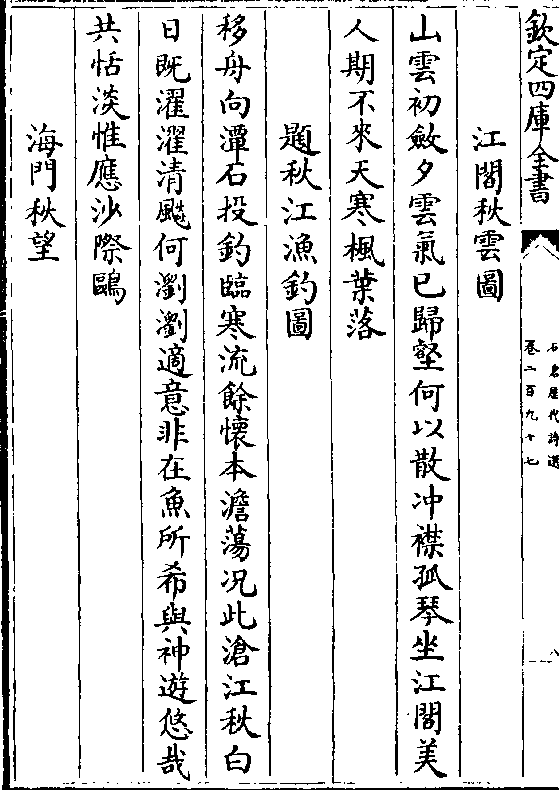 欽定四庫全書
石倉歷代詩選
卷二百九十七
八
江閣秋雲圖
山雲初斂夕雲氣已歸壑何以散冲襟孤琴坐江閣美
人期不來天寒楓葉落
題秋江漁釣圖
移舟向潭石投釣臨寒流餘懷本澹蕩况此滄江秋白
日旣濯濯清飈何瀏瀏適意非在魚所希與神遊悠哉
共恬淡惟應沙際鷗
海門秋望